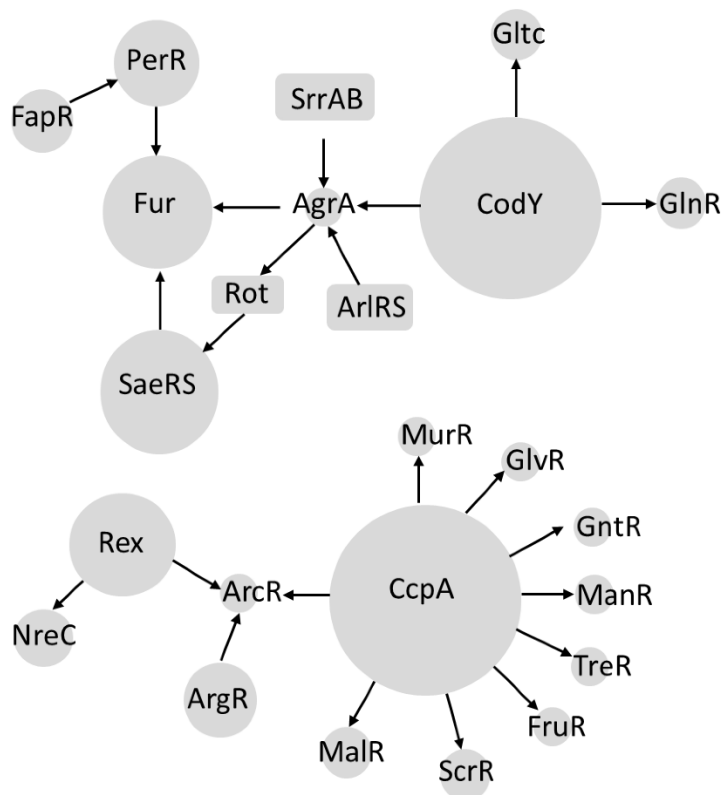 Gltc
PerR
SrrAB
FapR
Fur
AgrA
CodY
GlnR
Rot
ArlRS
SaeRS
MurR
GlvR
GntR
Rex
ArcR
CcpA
ManR
NreC
TreR
ArgR
FruR
MalR
ScrR